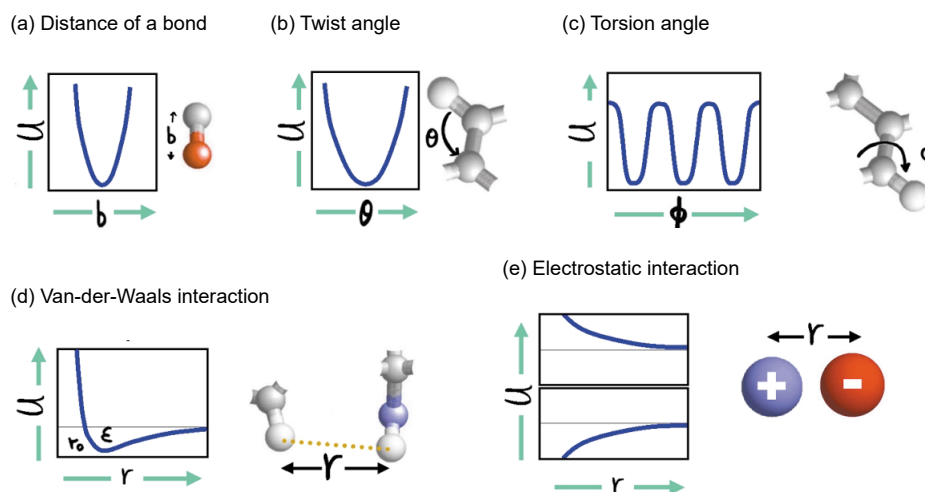 (a) Distance of a bond
(b) Twist angle
(c) Torsion angle
U
b
b
U
θ
θ
U
ϕ
(d) Van-der-Waals interaction
U
r₀
ε
r
r
(e) Electrostatic interaction
U
r
r
+
-